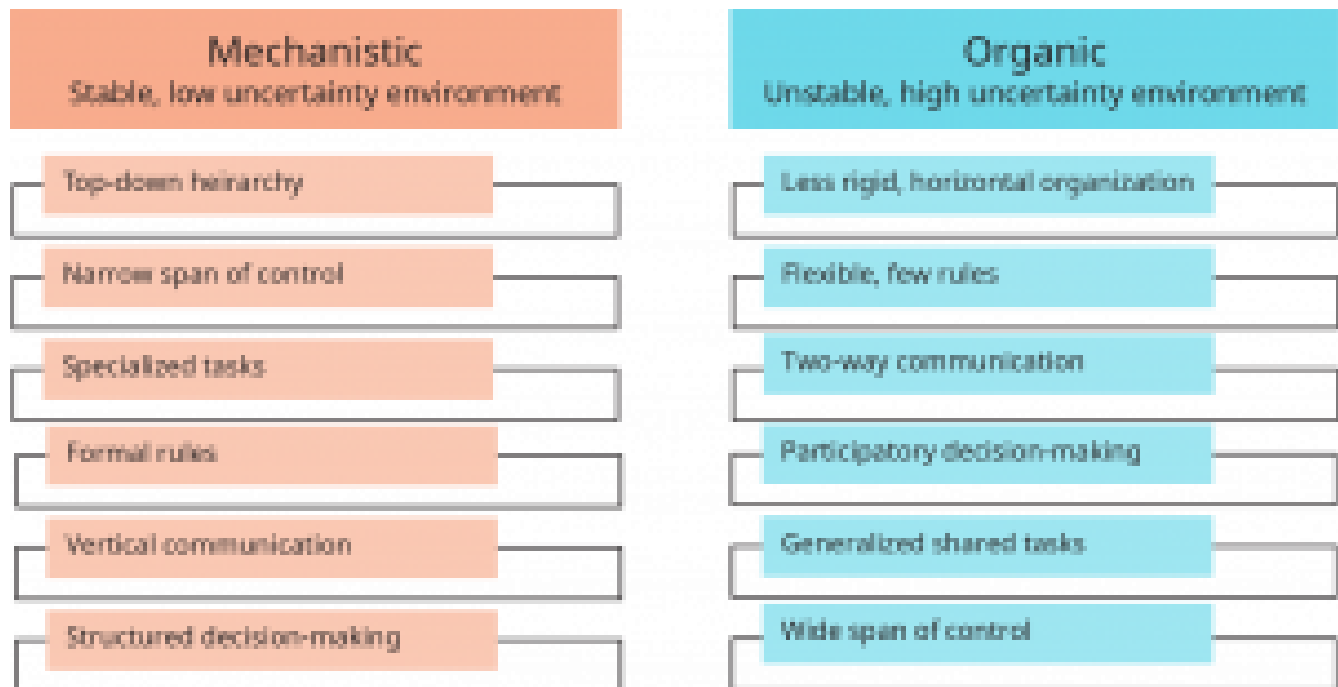 Mechanistic
Stable, low uncertainty environment
Top-down heirarchy
Narrow span of control
Specialized tasks
Formal rules
Vertical communication
Structured decision-making
Organic
Unstable, high uncertainty environment
Less rigid, horizontal organization
Flexible, few rules
Two-way communication
Participatory decision-making
Generalized shared tasks
Wide span of control